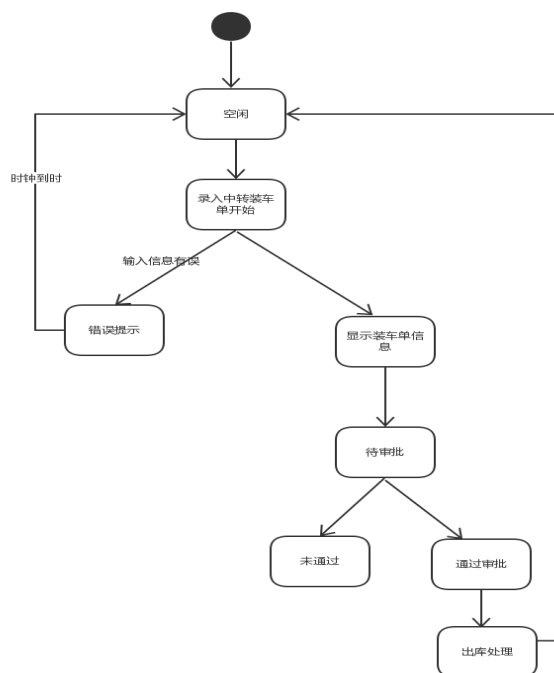 空闲
时钟到时
录入中转装车
单开始
输入信息有误
错误提示
显示装车单信
息
待审批
未通过
通过审批
出库处理